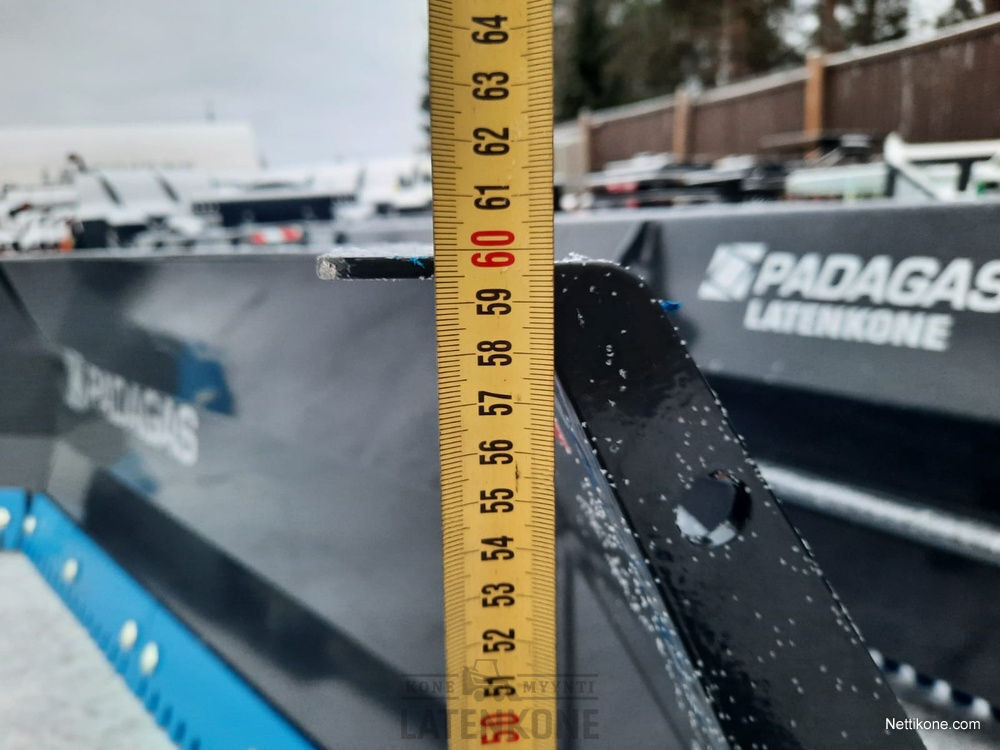 64
63
62
61
60
59
58
57
56
55
54
53
52
51
50
PADAGAS
LATENKONE
PADAGAS
KONE MYYNTI
LATENKONE
Nettikone.com